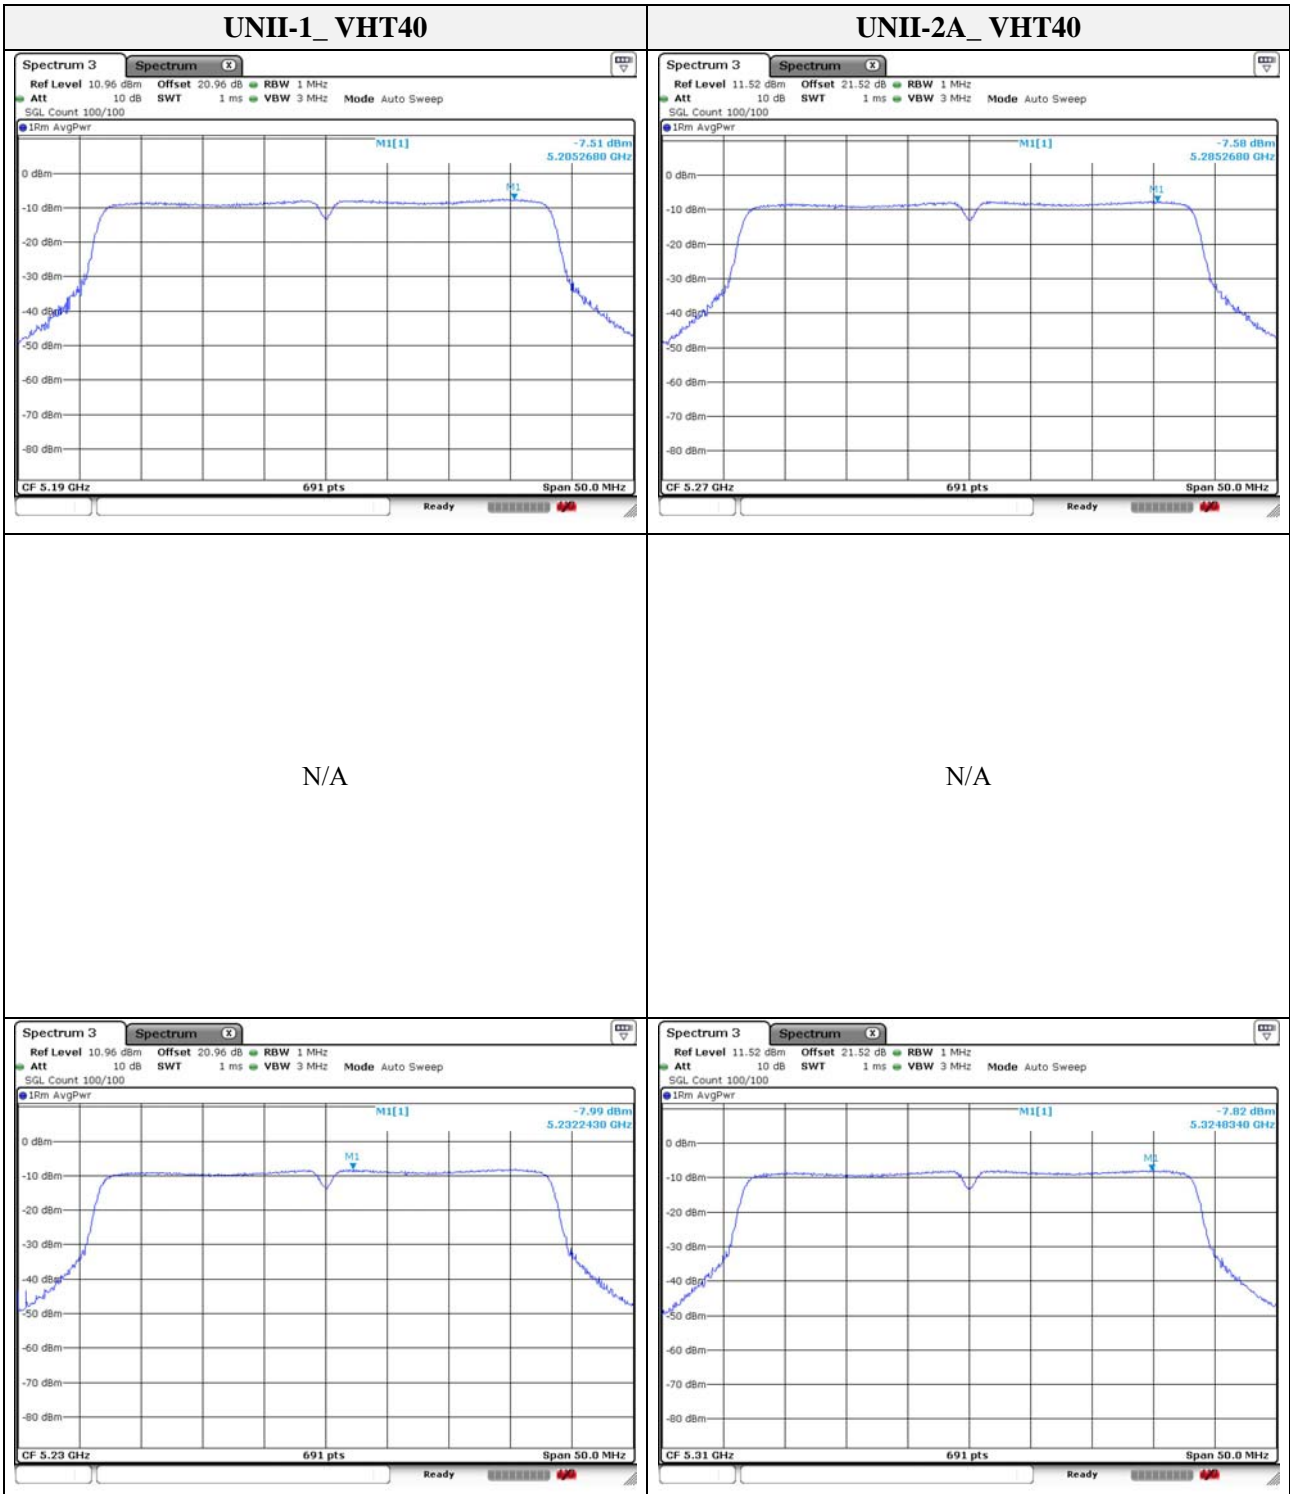 UNII-1_ VHT40
UNII-2A_ VHT40
Spectrum 3 Spectrum X
Ref Level 10.96 dBm Offset 20.96 dB RBW 1 MHz
Att 10 dB SWT 1 ms VBW 3 MHz Mode Auto Sweep
SGL Count 100/100
1Rm AvgPwr
M1[1] -7.51 dBm
5.2052680 GHz
M1
0 dBm
-10 dBm
-20 dBm
-30 dBm
-40 dBm
-50 dBm
-60 dBm
-70 dBm
-80 dBm
CF 5.19 GHz 691 pts Span 50.0 MHz
Ready
Spectrum 3 Spectrum X
Ref Level 11.52 dBm Offset 21.52 dB RBW 1 MHz
Att 10 dB SWT 1 ms VBW 3 MHz Mode Auto Sweep
SGL Count 100/100
1Rm AvgPwr
M1[1] -7.58 dBm
5.2852680 GHz
M1
0 dBm
-10 dBm
-20 dBm
-30 dBm
-40 dBm
-50 dBm
-60 dBm
-70 dBm
-80 dBm
CF 5.27 GHz 691 pts Span 50.0 MHz
Ready
N/A
N/A
Spectrum 3 Spectrum X
Ref Level 10.96 dBm Offset 20.96 dB RBW 1 MHz
Att 10 dB SWT 1 ms VBW 3 MHz Mode Auto Sweep
SGL Count 100/100
1Rm AvgPwr
M1[1] -7.99 dBm
5.2322430 GHz
M1
0 dBm
-10 dBm
-20 dBm
-30 dBm
-40 dBm
-50 dBm
-60 dBm
-70 dBm
-80 dBm
CF 5.23 GHz 691 pts Span 50.0 MHz
Ready
Spectrum 3 Spectrum X
Ref Level 11.52 dBm Offset 21.52 dB RBW 1 MHz
Att 10 dB SWT 1 ms VBW 3 MHz Mode Auto Sweep
SGL Count 100/100
1Rm AvgPwr
M1[1] -7.82 dBm
5.3248340 GHz
M1
0 dBm
-10 dBm
-20 dBm
-30 dBm
-40 dBm
-50 dBm
-60 dBm
-70 dBm
-80 dBm
CF 5.31 GHz 691 pts Span 50.0 MHz
Ready